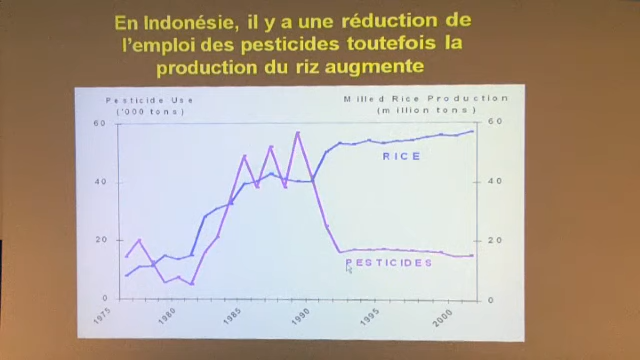 En Indonésie, il y a une réduction de
l'emploi des pesticides toutefois la
production du riz augmente
Pesticide Use
('000 tons)
Milled Rice Production
(million tons)
60
60
RICE
40
40
20
20
PESTICIDES
0
0
1975
1980
1985
1990
1995
2000